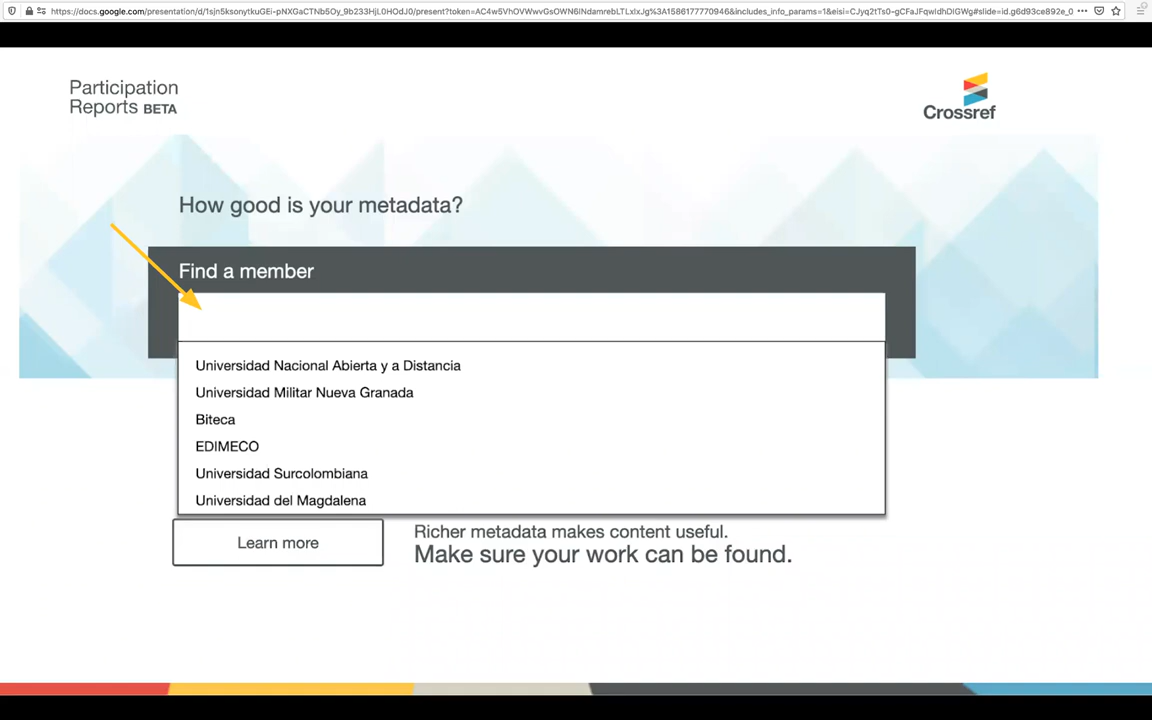 Participation
Reports BETA
Crossref
How good is your metadata?
Find a member
Universidad Nacional Abierta y a Distancia
Universidad Militar Nueva Granada
Biteca
EDIMECO
Universidad Surcolombiana
Universidad del Magdalena
Learn more
Richer metadata makes content useful.
Make sure your work can be found.